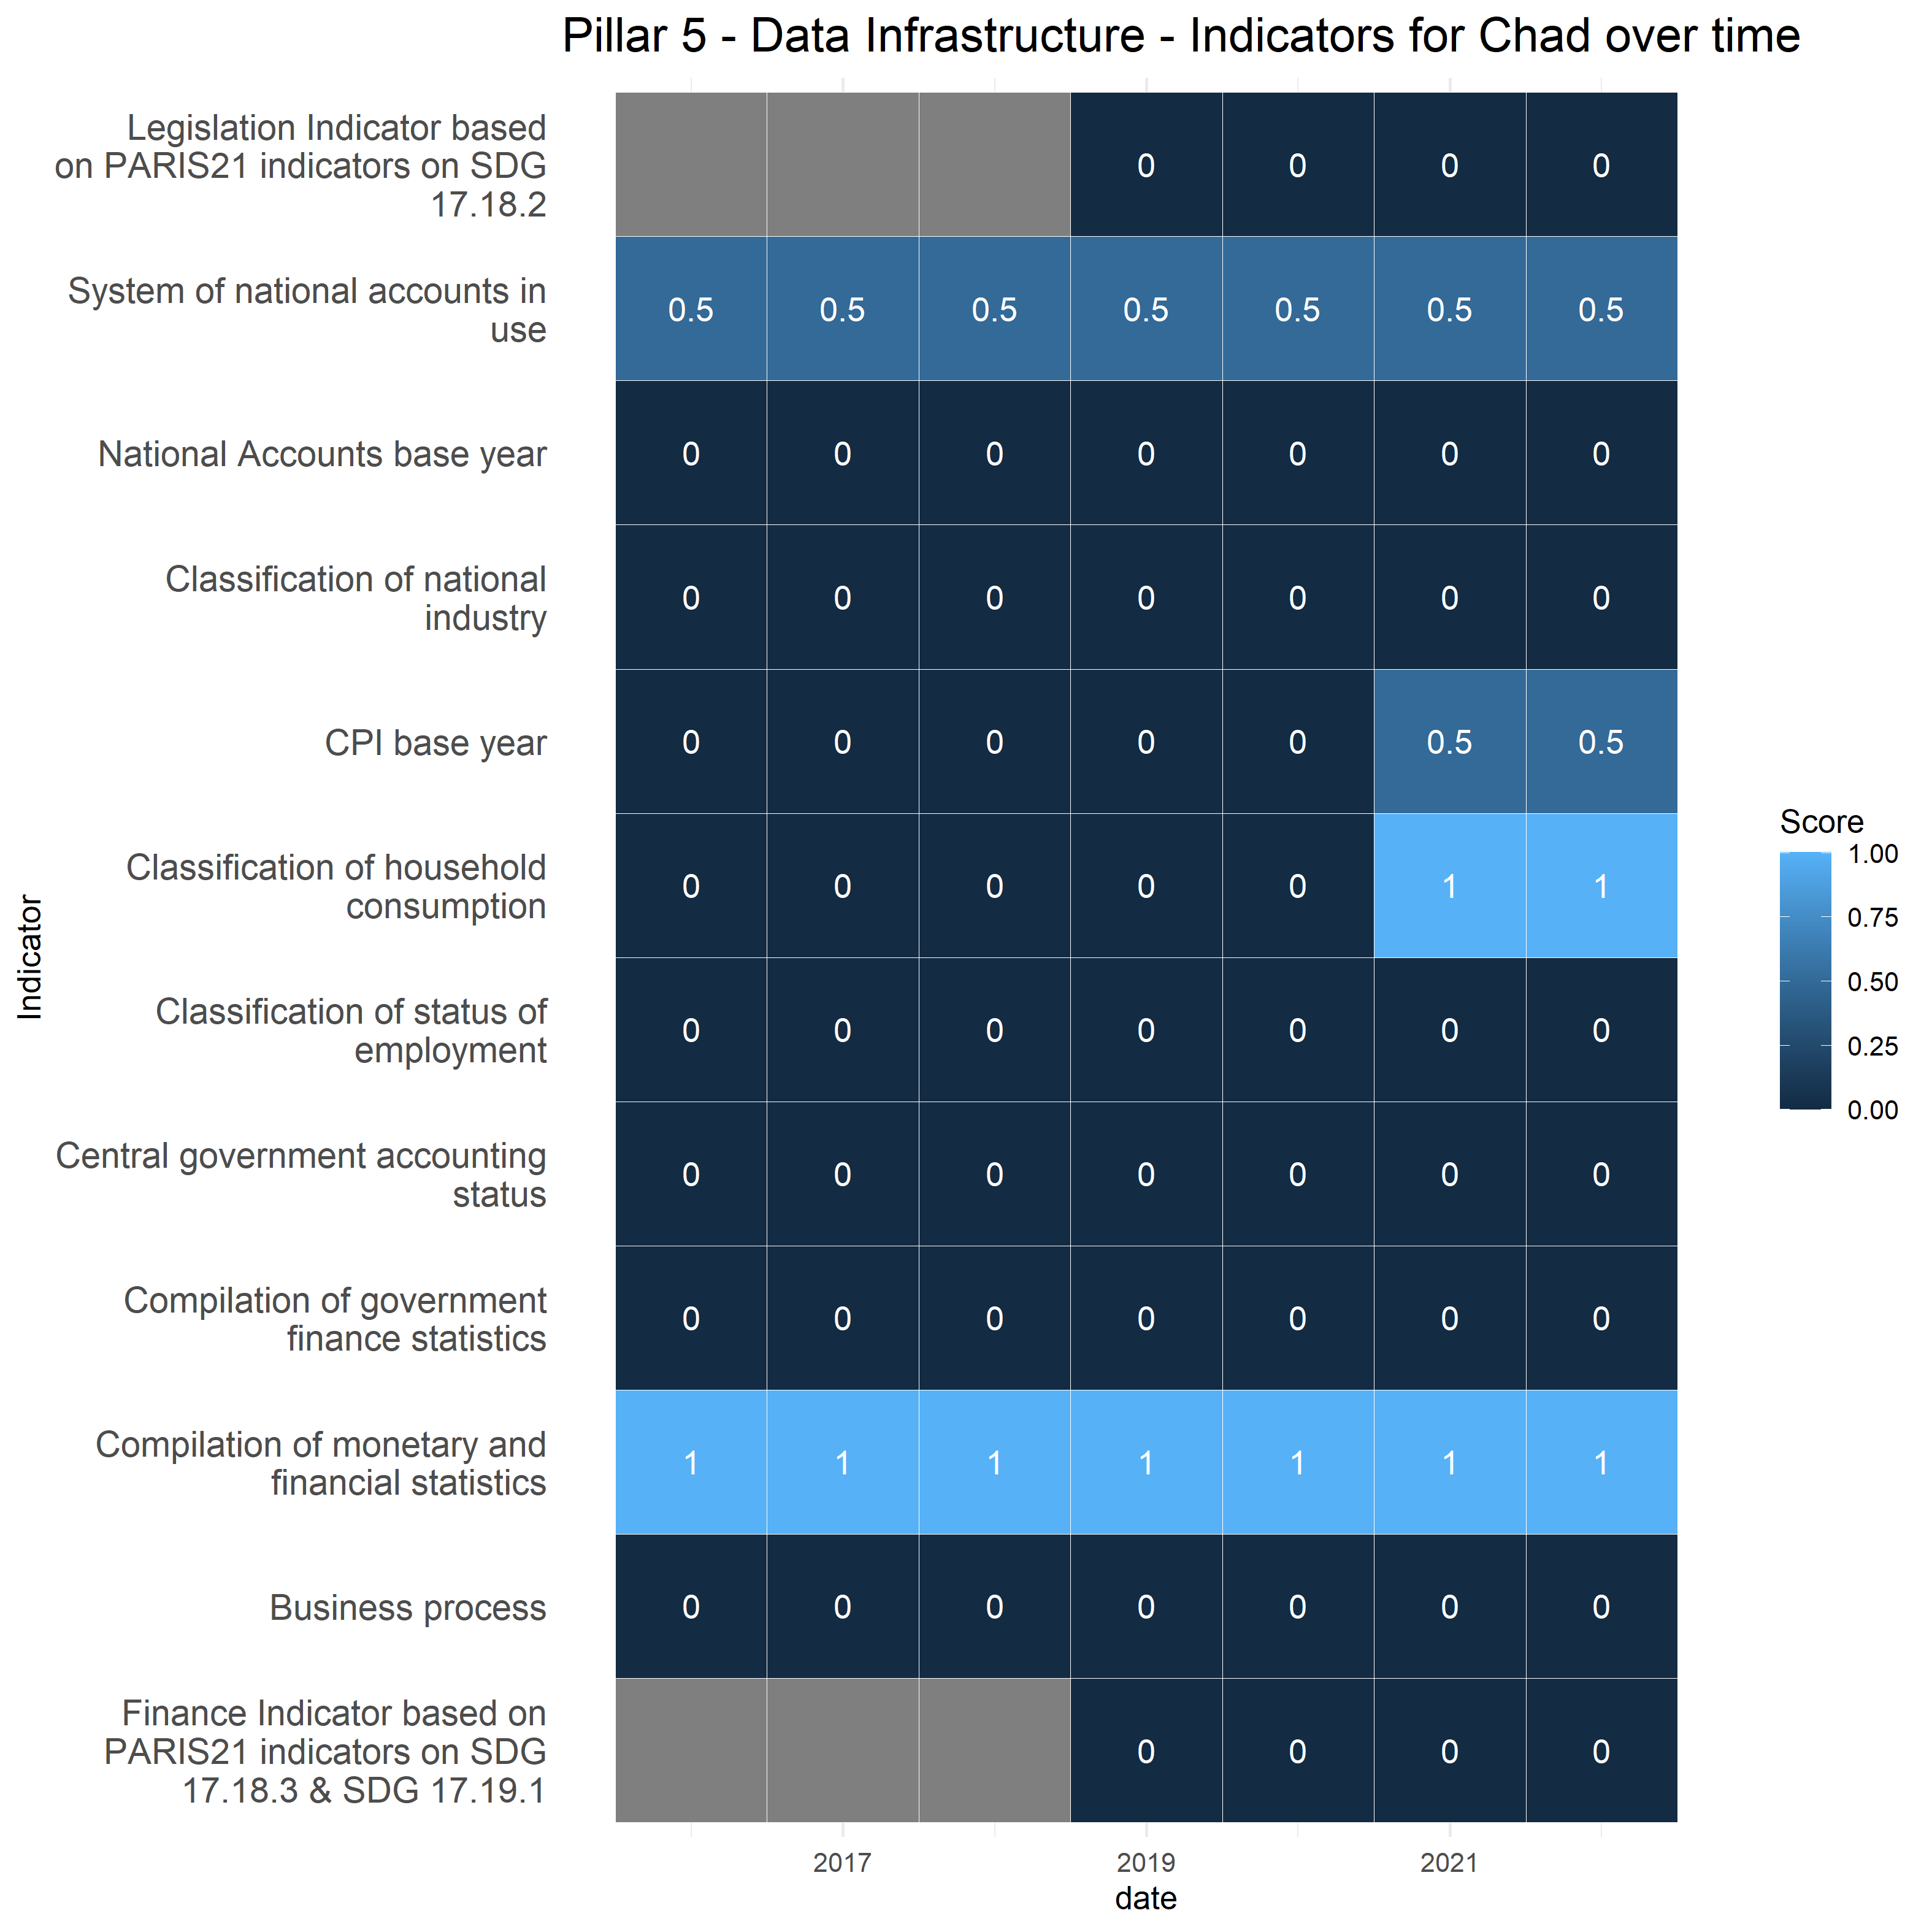 Pillar 5 - Data Infrastructure - Indicators for Chad over time
Legislation Indicator based
on PARIS21 indicators on SDG
17.18.2
0 0 0 0
System of national accounts in
use
0.5 0.5 0.5 0.5 0.5 0.5 0.5
National Accounts base year
0 0 0 0 0 0 0
Classification of national
industry
0 0 0 0 0 0 0
CPI base year
0 0 0 0 0 0.5 0.5
Classification of household
consumption
0 0 0 0 0 1 1
Classification of status of
employment
0 0 0 0 0 0 0
Central government accounting
status
0 0 0 0 0 0 0
Compilation of government
finance statistics
0 0 0 0 0 0 0
Compilation of monetary and
financial statistics
1 1 1 1 1 1 1
Business process
0 0 0 0 0 0 0
Finance Indicator based on
PARIS21 indicators on SDG
17.18.3 & SDG 17.19.1
0 0 0 0
Indicator
2017 2019 2021
date
Score
1.00
0.75
0.50
0.25
0.00